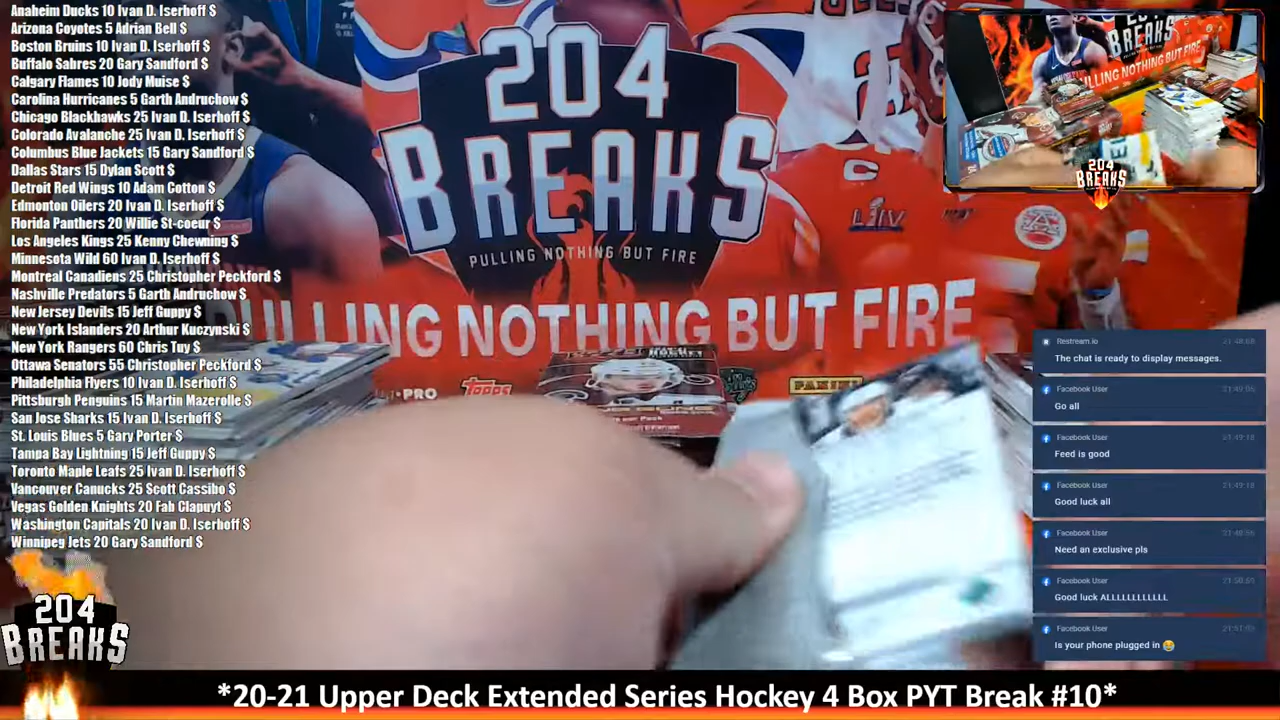 Anaheim Ducks 10 Ivan D. Iserhoff $
Arizona Coyotes 5 Adrian Bell $
Boston Bruins 10 Ivan D. Iserhoff $
Buffalo Sabres 20 Gary Sandford $
Calgary Flames 10 Jody Muise $
Carolina Hurricanes 5 Garth Andruchow $
Chicago Blackhawks 25 Ivan D. Iserhoff $
Colorado Avalanche 25 Ivan D. Iserhoff $
Columbus Blue Jackets 15 Gary Sandford $
Dallas Stars 15 Dylan Scott $
Detroit Red Wings 10 Adam Cotton $
Edmonton Oilers 20 Ivan D. Iserhoff $
Florida Panthers 20 Willie St-coeur $
Los Angeles Kings 25 Kenny Chewning $
Minnesota Wild 60 Ivan D. Iserhoff $
Montreal Canadiens 25 Christopher Peckford $
Nashville Predators 5 Garth Andruchow $
New Jersey Devils 15 Jeff Guppy $
New York Islanders 20 Arthur Kuczynski $
New York Rangers 60 Chris Tuy $
Ottawa Senators 55 Christopher Peckford $
Philadelphia Flyers 10 Ivan D. Iserhoff $
Pittsburgh Penguins 15 Martin Mazerolle $
San Jose Sharks 15 Ivan D. Iserhoff $
St. Louis Blues 5 Gary Porter $
Tampa Bay Lightning 15 Jeff Guppy $
Toronto Maple Leafs 25 Ivan D. Iserhoff $
Vancouver Canucks 25 Scott Cassibo $
Vegas Golden Knights 20 Fah Clapuyt $
Washington Capitals 20 Ivan D. Iserhoff $
Winnipeg Jets 20 Gary Sandford $
204
BREAKS
204
BREAKS
PULLING NOTHING BUT FIRE
LIV
C
PULLING NOTHING BUT FIRE
PRO
Topps
PANINI
BREAKS
ULLING NOTHING BUT FIRE
204
BREAKS
Restream.io
The chat is ready to display messages.
Facebook User
Go all
Facebook User 21:49:18
Feed is good
Facebook User 21:49:18
Good luck all
Facebook User
Need an exclusive pls
Facebook User
Good luck ALLLLLLLLLLLL
Facebook User
Is your phone plugged in 😂
*20-21 Upper Deck Extended Series Hockey 4 Box PYT Break #10*